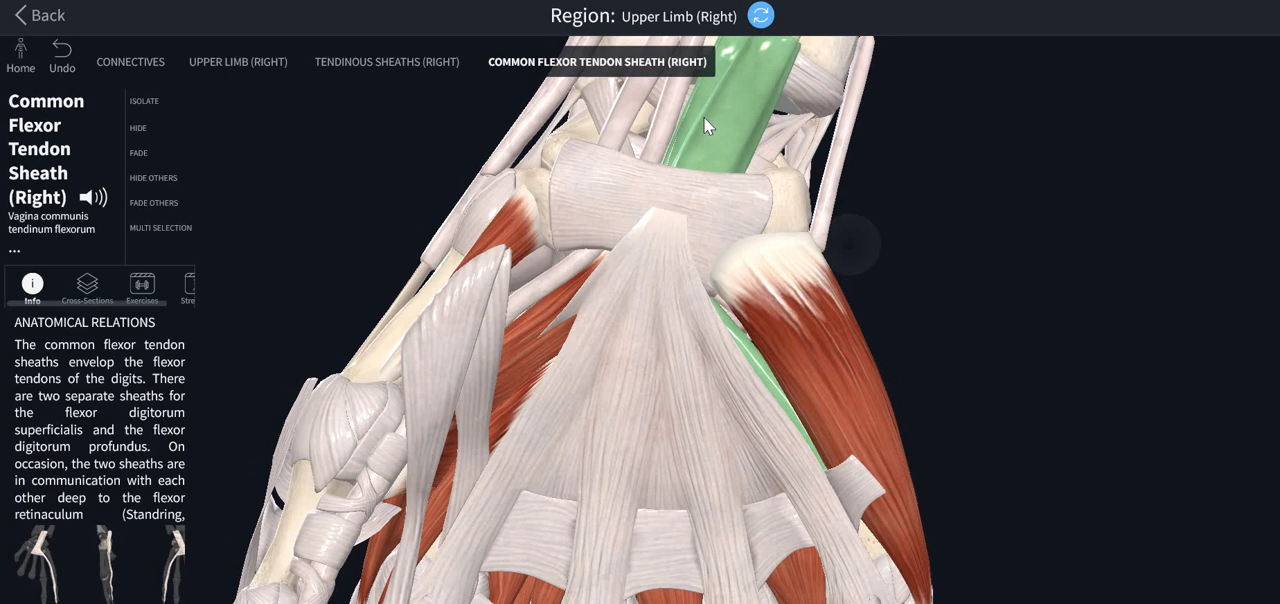 Back
Region: Upper Limb (Right)
Home
Undo
CONNECTIVES
UPPER LIMB (RIGHT)
TENDINOUS SHEATHS (RIGHT)
COMMON FLEXOR TENDON SHEATH (RIGHT)
Common
Flexor
Tendon
Sheath
(Right)
Vagina communis
tendinum flexorum
...
ISOLATE
HIDE
FADE
HIDE OTHERS
FADE OTHERS
MULTI SELECTION
Info
Cross-Sections
Exercises
Stre
ANATOMICAL RELATIONS
The common flexor tendon
sheaths envelop the flexor
tendons of the digits. There
are two separate sheaths for
the flexor digitorum
superficialis and the flexor
digitorum profundus. On
occasion, the two sheaths are
in communication with each
other deep to the flexor
retinaculum (Standring,